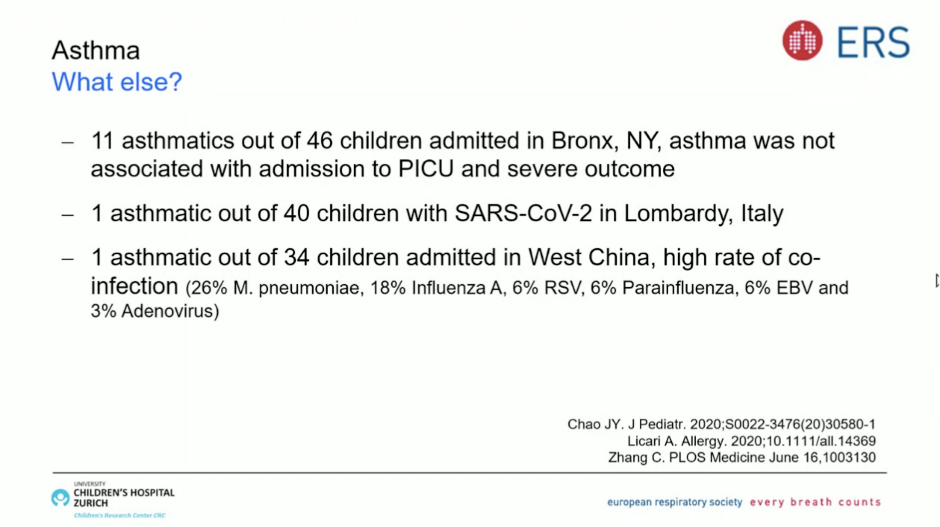 ERS
Asthma
What else?
– 11 asthmatics out of 46 children admitted in Bronx, NY, asthma was not
associated with admission to PICU and severe outcome
– 1 asthmatic out of 40 children with SARS-CoV-2 in Lombardy, Italy
– 1 asthmatic out of 34 children admitted in West China, high rate of co-
infection (26% M. pneumoniae, 18% Influenza A, 6% RSV, 6% Parainfluenza, 6% EBV and
3% Adenovirus)
Chao JY. J Pediatr. 2020;S0022-3476(20)30580-1
Licari A. Allergy. 2020;10.1111/all.14369
Zhang C. PLOS Medicine June 16,1003130
UNIVERSITY
CHILDREN'S HOSPITAL
ZURICH
Children's Research Center CRC
european respiratory society every breath counts